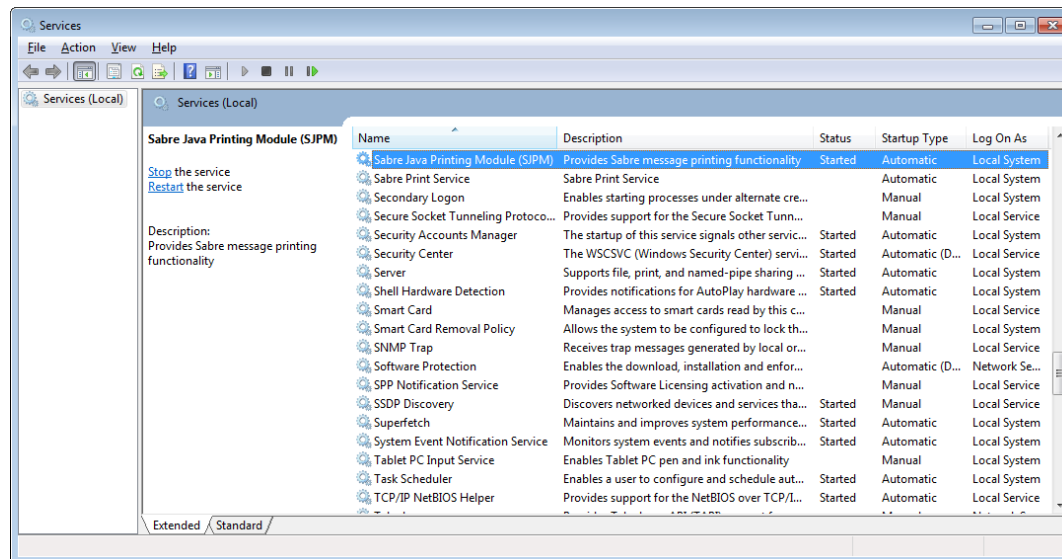 Services
File Action View Help
Services (Local)
Services (Local)
Sabre Java Printing Module (SJPM)
Stop the service
Restart the service
Description:
Provides Sabre message printing
functionality
Name Description Status Startup Type Log On As
Sabre Java Printing Module (SJPM) Provides Sabre message printing functionality Started Automatic Local System
Sabre Print Service Sabre Print Service Automatic Local System
Secondary Logon Enables starting processes under alternate cre... Manual Local System
Secure Socket Tunneling Protoco... Provides support for the Secure Socket Tunn... Manual Local Service
Security Accounts Manager The startup of this service signals other servic... Started Automatic Local System
Security Center The WSCSVC (Windows Security Center) servi... Started Automatic (D... Local Service
Server Supports file, print, and named-pipe sharing ... Started Automatic Local System
Shell Hardware Detection Provides notifications for AutoPlay hardware ... Started Automatic Local System
Smart Card Manages access to smart cards read by this c... Manual Local Service
Smart Card Removal Policy Allows the system to be configured to lock th... Manual Local System
SNMP Trap Receives trap messages generated by local or... Manual Local Service
Software Protection Enables the download, installation and enfor... Automatic (D... Network Se...
SPP Notification Service Provides Software Licensing activation and n... Manual Local Service
SSDP Discovery Discovers networked devices and services tha... Started Manual Local Service
Superfetch Maintains and improves system performance... Started Automatic Local System
System Event Notification Service Monitors system events and notifies subscrib... Started Automatic Local System
Tablet PC Input Service Enables Tablet PC pen and ink functionality Manual Local System
Task Scheduler Enables a user to configure and schedule aut... Started Automatic Local System
TCP/IP NetBIOS Helper Provides support for the NetBIOS over TCP/I... Started Automatic Local Service
Extended Standard